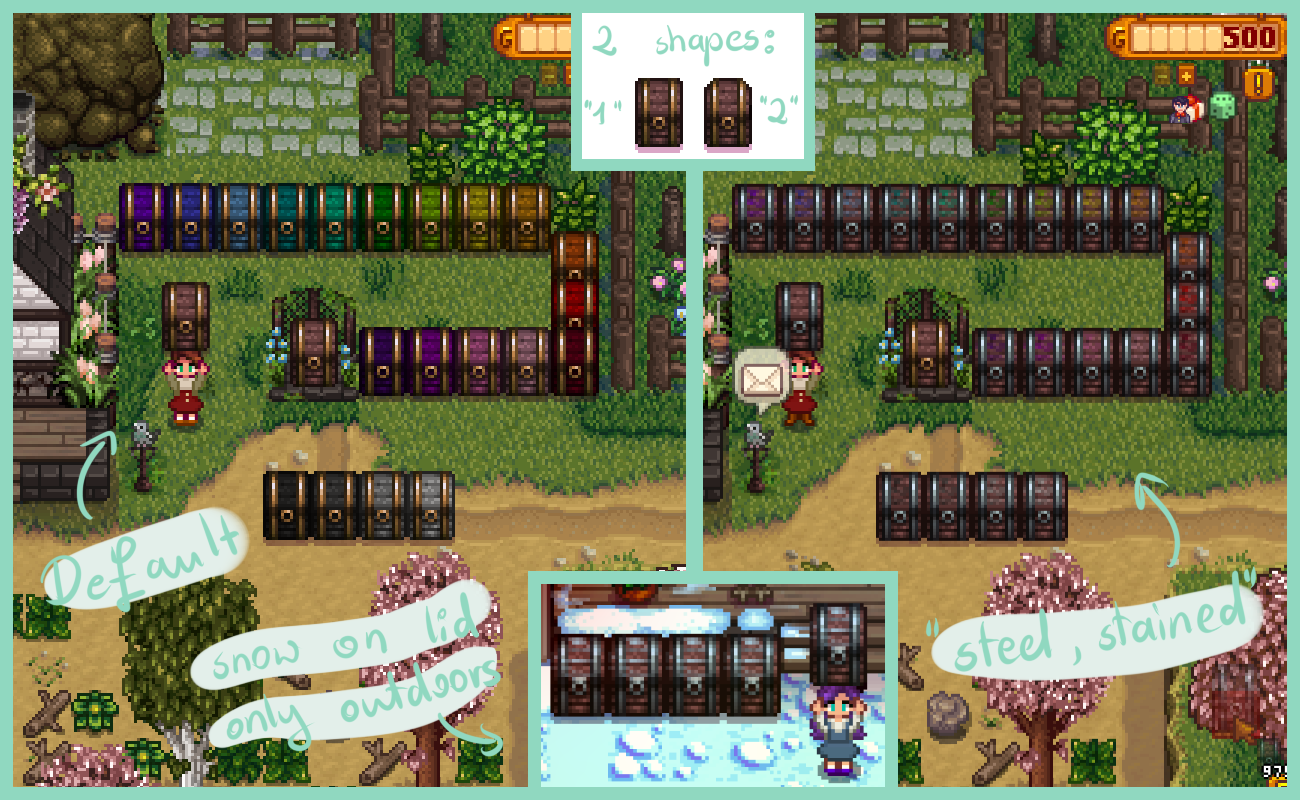 2 shapes:
"1" "2"
G
G 500
Default
snow on lid
only outdoors
"steel, stained"